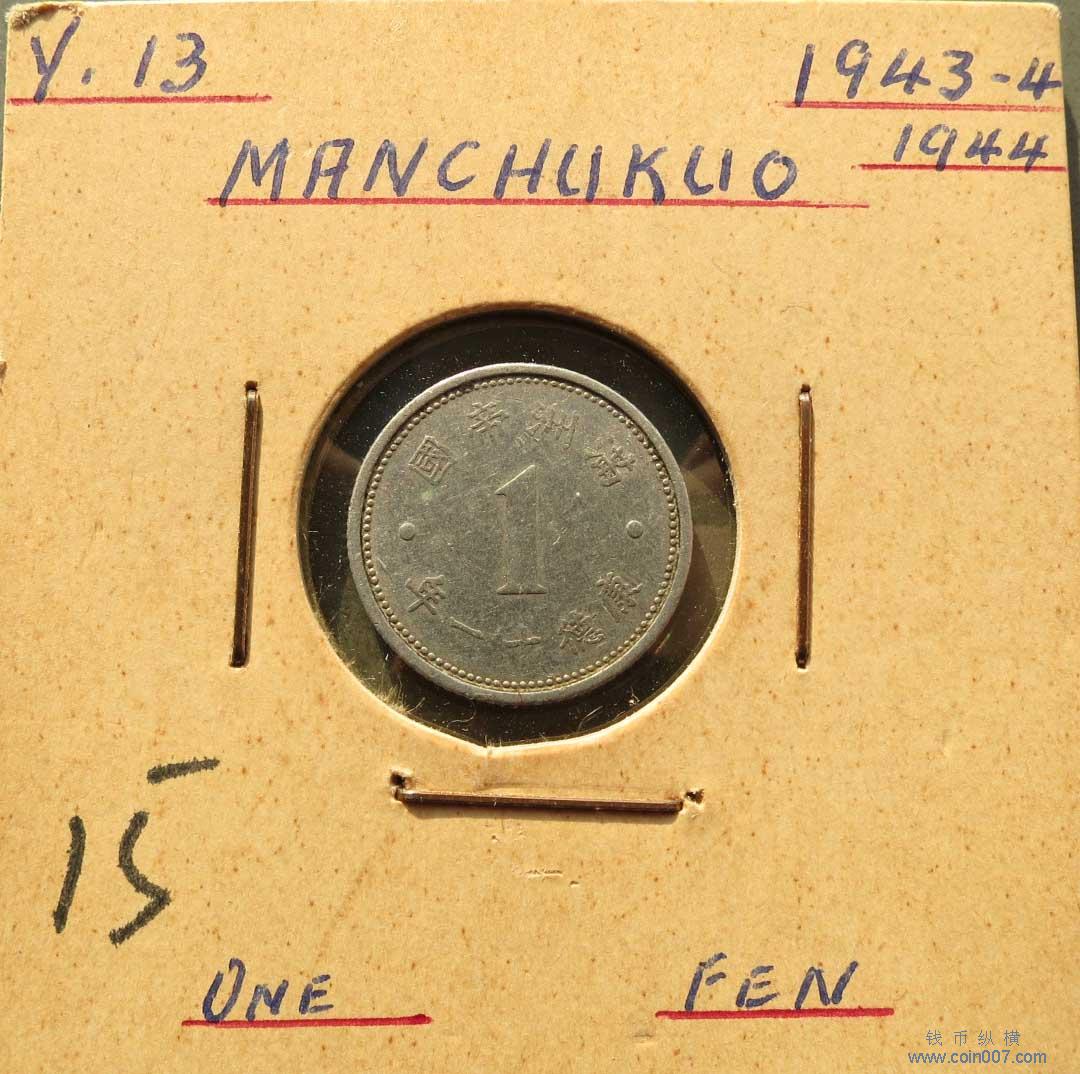 Y. 13
1943-4
1944
MANCHUKUO
國帝洲滿
1
年一十德康
15
ONE FEN
钱币纵横
www.coin007.com